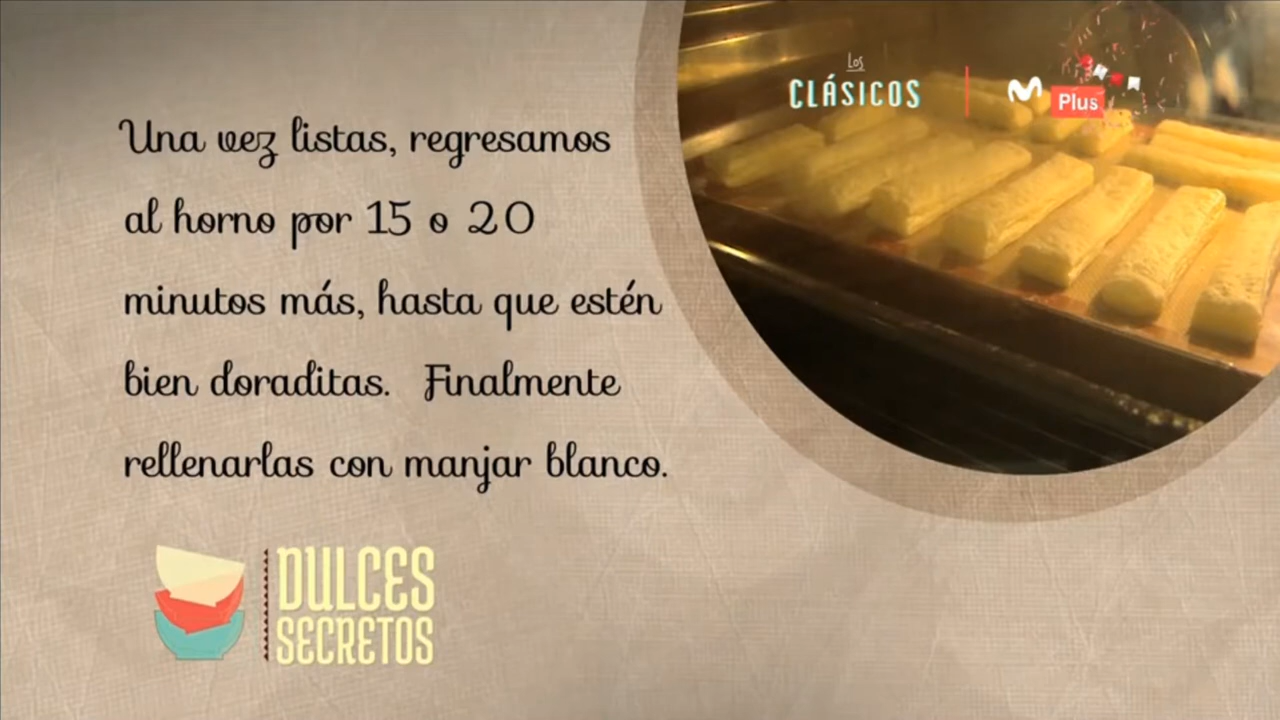 Los
CLÁSICOS
Plus
Una vez listas, regresamos
al horno por 15 o 20
minutos más, hasta que estén
bien doraditas. Finalmente
rellenarlas con manjar blanco.
DULCES
SECRETOS